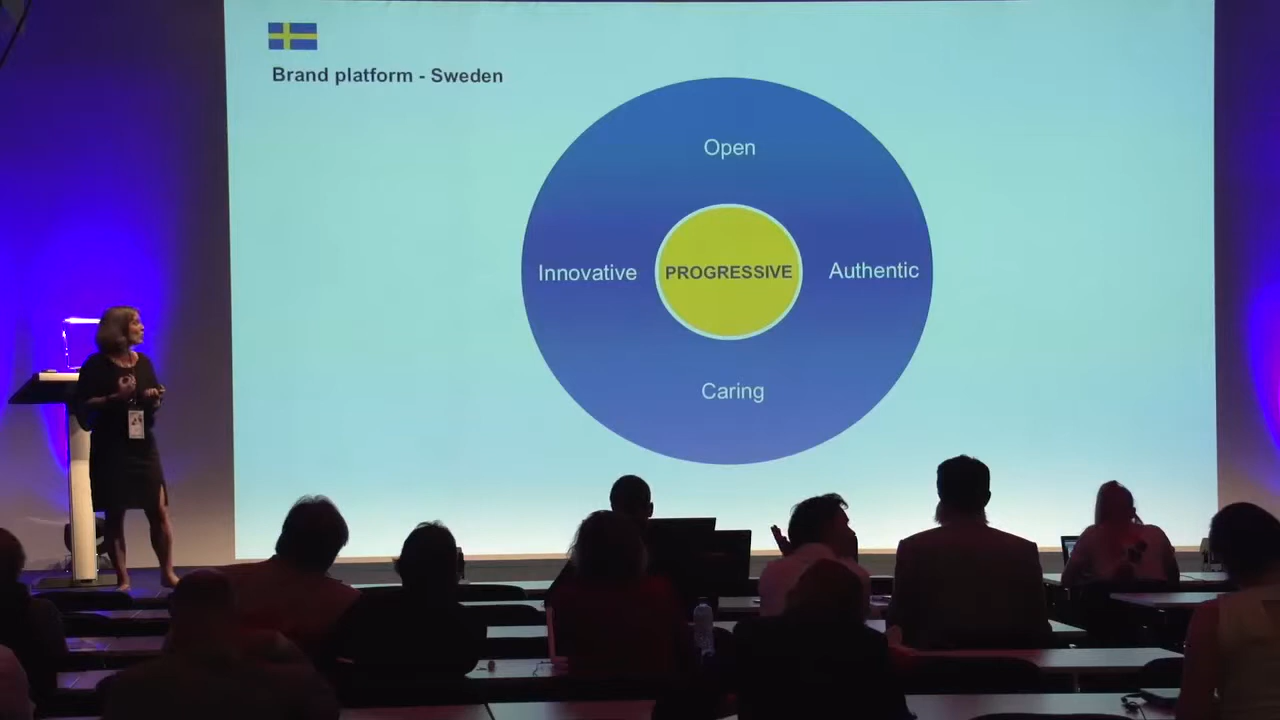 Brand platform - Sweden
Open
Innovative
PROGRESSIVE
Authentic
Caring